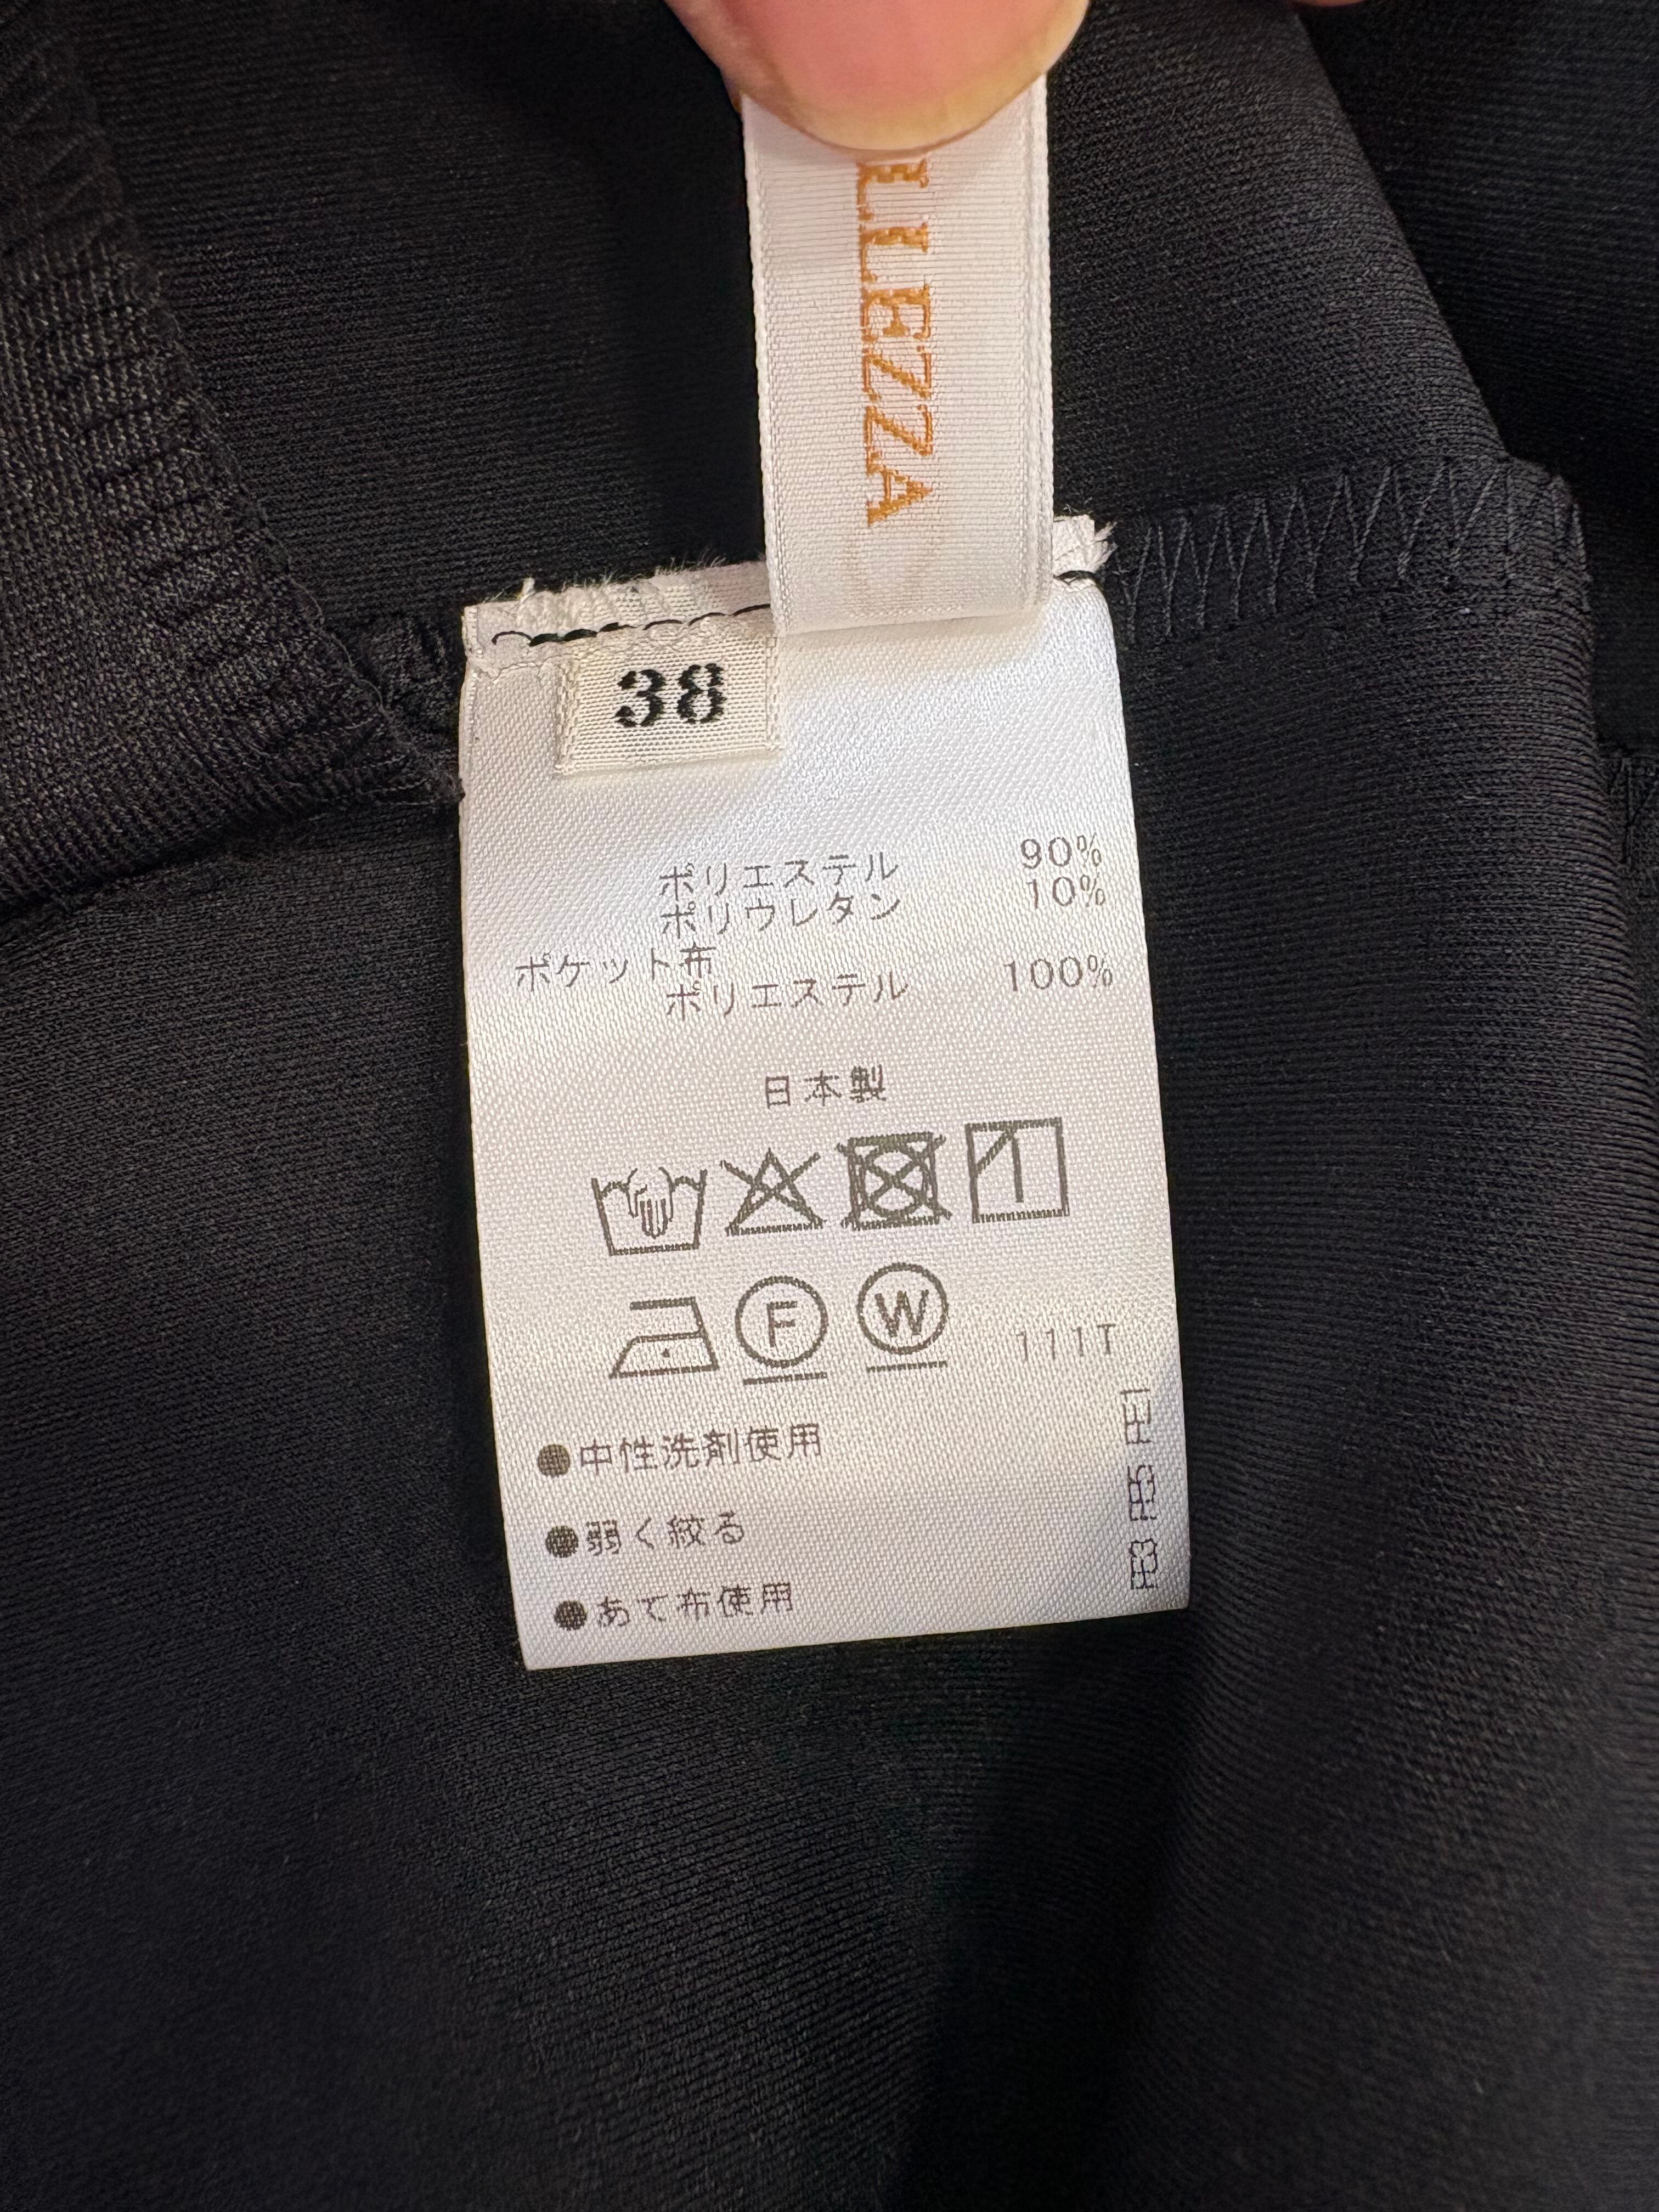 LLEZZA
38
ポリエステル 90%
ポリウレタン 10%
ポケット布
ポリエステル 100%
日本製
F W 111T
●中性洗剤使用
●弱く絞る
●あて布使用